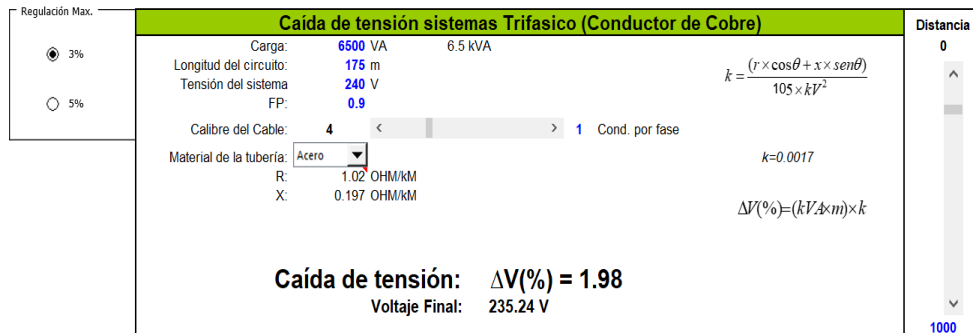 Regulación Max.
3%
5%
Caída de tensión sistemas Trifasico (Conductor de Cobre)
Distancia
0
Carga: 6500 VA 6.5 kVA
Longitud del circuito: 175 m
Tensión del sistema 240 V
FP: 0.9
k = (r×cosθ + x×senθ) / 105×kV²
Calibre del Cable: 4 1 Cond. por fase
Material de la tubería: Acero
k=0.0017
R: 1.02 OHM/kM
X: 0.197 OHM/kM
ΔV(%)=(kVA×m)×k
Caída de tensión: ΔV(%) = 1.98
Voltaje Final: 235.24 V
1000